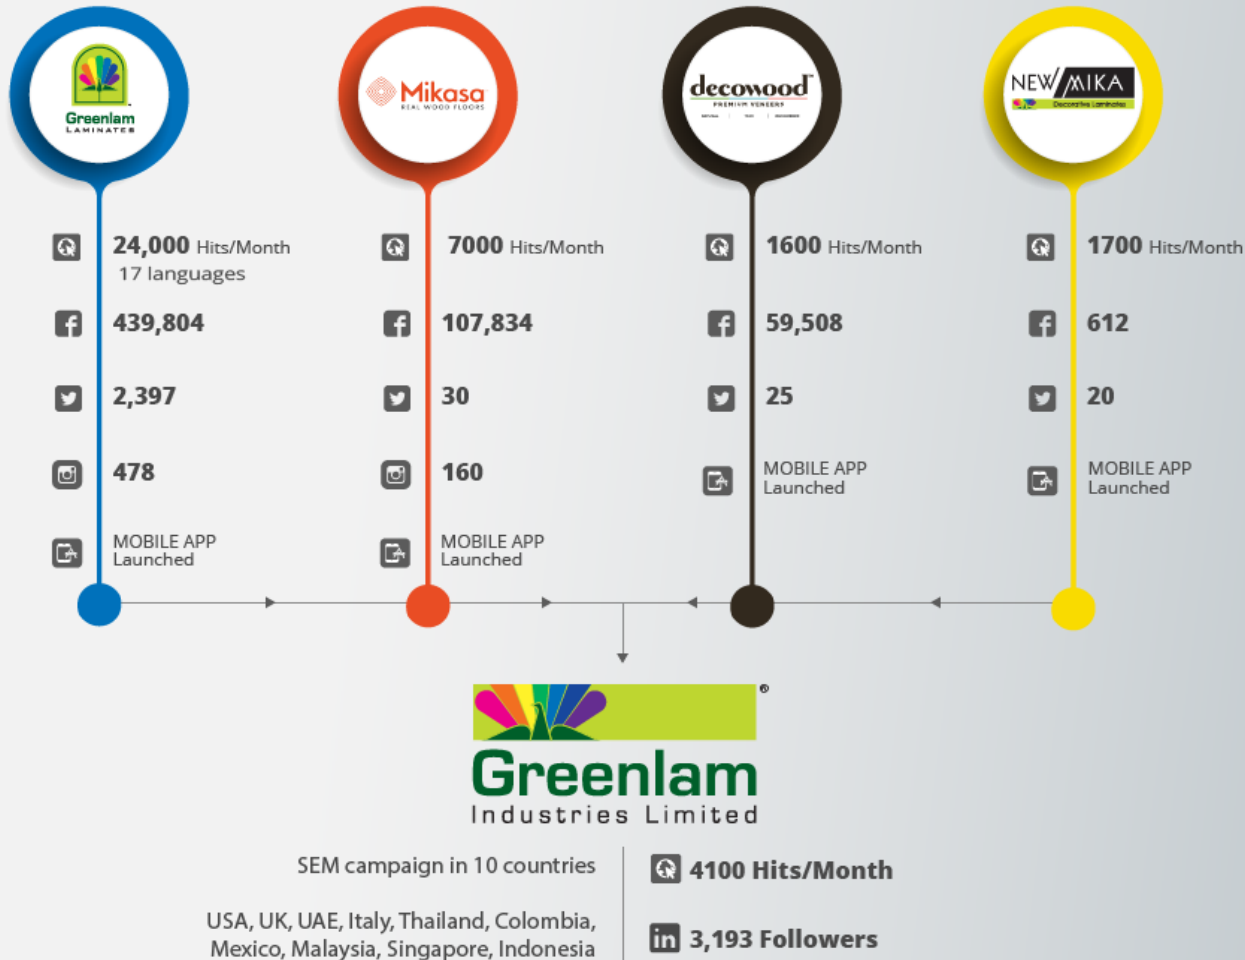 Greenlam
LAMINATES
Mikasa
REAL WOOD FLOORS
decowood™
PREMIUM VENEERS
NEW MIKA
Decorative Laminates
24,000 Hits/Month
17 languages
439,804
2,397
478
MOBILE APP
Launched
7000 Hits/Month
107,834
30
160
MOBILE APP
Launched
1600 Hits/Month
59,508
25
MOBILE APP
Launched
1700 Hits/Month
612
20
MOBILE APP
Launched
Greenlam®
Industries Limited
SEM campaign in 10 countries
USA, UK, UAE, Italy, Thailand, Colombia,
Mexico, Malaysia, Singapore, Indonesia
4100 Hits/Month
in 3,193 Followers